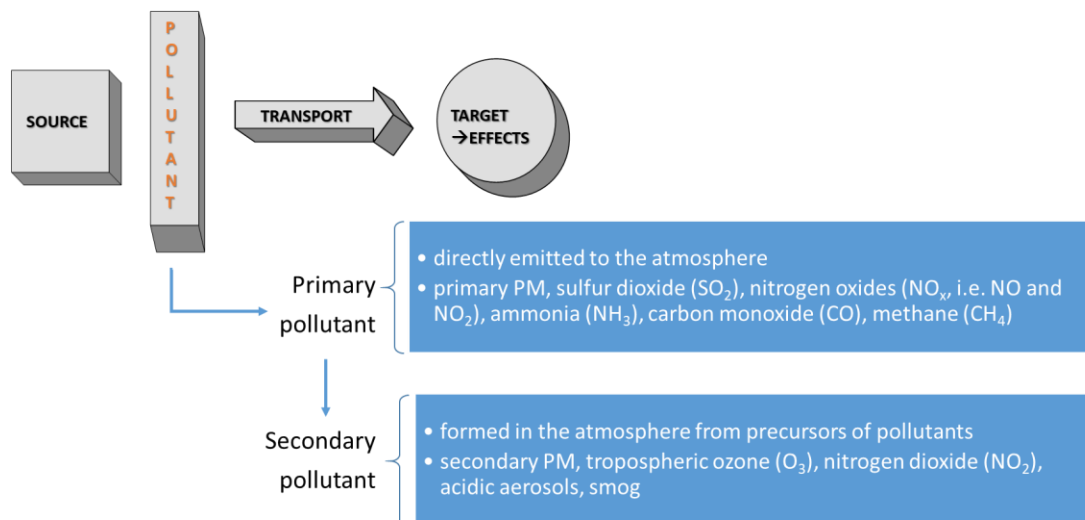 SOURCE
POLLUTANT
TRANSPORT
TARGET
→EFFECTS
Primary
pollutant
• directly emitted to the atmosphere
• primary PM, sulfur dioxide (SO₂), nitrogen oxides (NOₓ, i.e. NO and
NO₂), ammonia (NH₃), carbon monoxide (CO), methane (CH₄)
Secondary
pollutant
• formed in the atmosphere from precursors of pollutants
• secondary PM, tropospheric ozone (O₃), nitrogen dioxide (NO₂),
acidic aerosols, smog